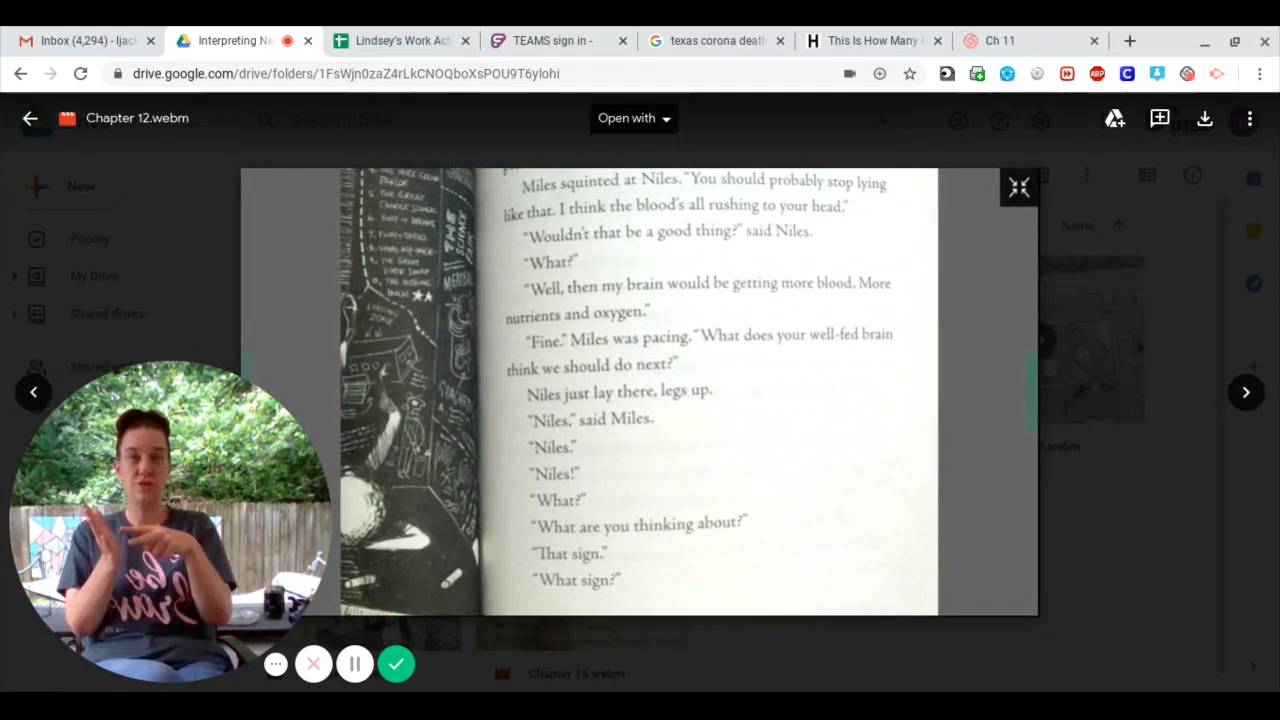 Inbox (4,294) - ljac
Interpreting Ne
Lindsey's Work Act
TEAMS sign in -
texas corona death
This Is How Many
Ch 11
drive.google.com/drive/folders/1FsWjn0zaZ4rLkCNOQboXsPOU9T6ylohi
ABP
Chapter 12.webm
Open with
New
Name
Priority
My Drive
Shared drives
Miles squinted at Niles. “You should probably stop lying
like that. I think the blood's all rushing to your head.”
“Wouldn't that be a good thing?” said Niles.
“What?”
“Well, then my brain would be getting more blood. More
nutrients and oxygen.”
“Fine.” Miles was pacing. “What does your well-fed brain
think we should do next?”
Niles just lay there, legs up.
“Niles,” said Miles.
“Niles.”
“Niles!”
“What?”
“What are you thinking about?”
“That sign.”
“What sign?”
THE
5. THE GREAT
Chapter 15.webm